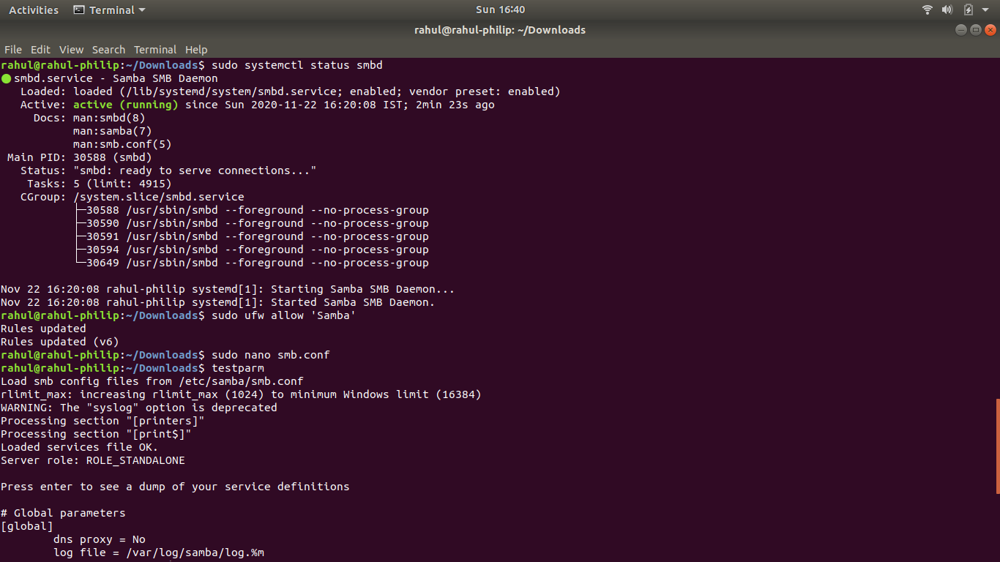 Activities Terminal Sun 16:40
rahul@rahul-philip: ~/Downloads
File Edit View Search Terminal Help
rahul@rahul-philip:~/Downloads$ sudo systemctl status smbd
● smbd.service - Samba SMB Daemon
   Loaded: loaded (/lib/systemd/system/smbd.service; enabled; vendor preset: enabled)
   Active: active (running) since Sun 2020-11-22 16:20:08 IST; 2min 23s ago
     Docs: man:smbd(8)
           man:samba(7)
           man:smb.conf(5)
 Main PID: 30588 (smbd)
   Status: "smbd: ready to serve connections..."
    Tasks: 5 (limit: 4915)
   CGroup: /system.slice/smbd.service
           ├─30588 /usr/sbin/smbd --foreground --no-process-group
           ├─30590 /usr/sbin/smbd --foreground --no-process-group
           ├─30591 /usr/sbin/smbd --foreground --no-process-group
           ├─30594 /usr/sbin/smbd --foreground --no-process-group
           └─30649 /usr/sbin/smbd --foreground --no-process-group
Nov 22 16:20:08 rahul-philip systemd[1]: Starting Samba SMB Daemon...
Nov 22 16:20:08 rahul-philip systemd[1]: Started Samba SMB Daemon.
rahul@rahul-philip:~/Downloads$ sudo ufw allow 'Samba'
Rules updated
Rules updated (v6)
rahul@rahul-philip:~/Downloads$ sudo nano smb.conf
rahul@rahul-philip:~/Downloads$ testparm
Load smb config files from /etc/samba/smb.conf
rlimit_max: increasing rlimit_max (1024) to minimum Windows limit (16384)
WARNING: The "syslog" option is deprecated
Processing section "[printers]"
Processing section "[print$]"
Loaded services file OK.
Server role: ROLE_STANDALONE
Press enter to see a dump of your service definitions
# Global parameters
[global]
        dns proxy = No
        log file = /var/log/samba/log.%m